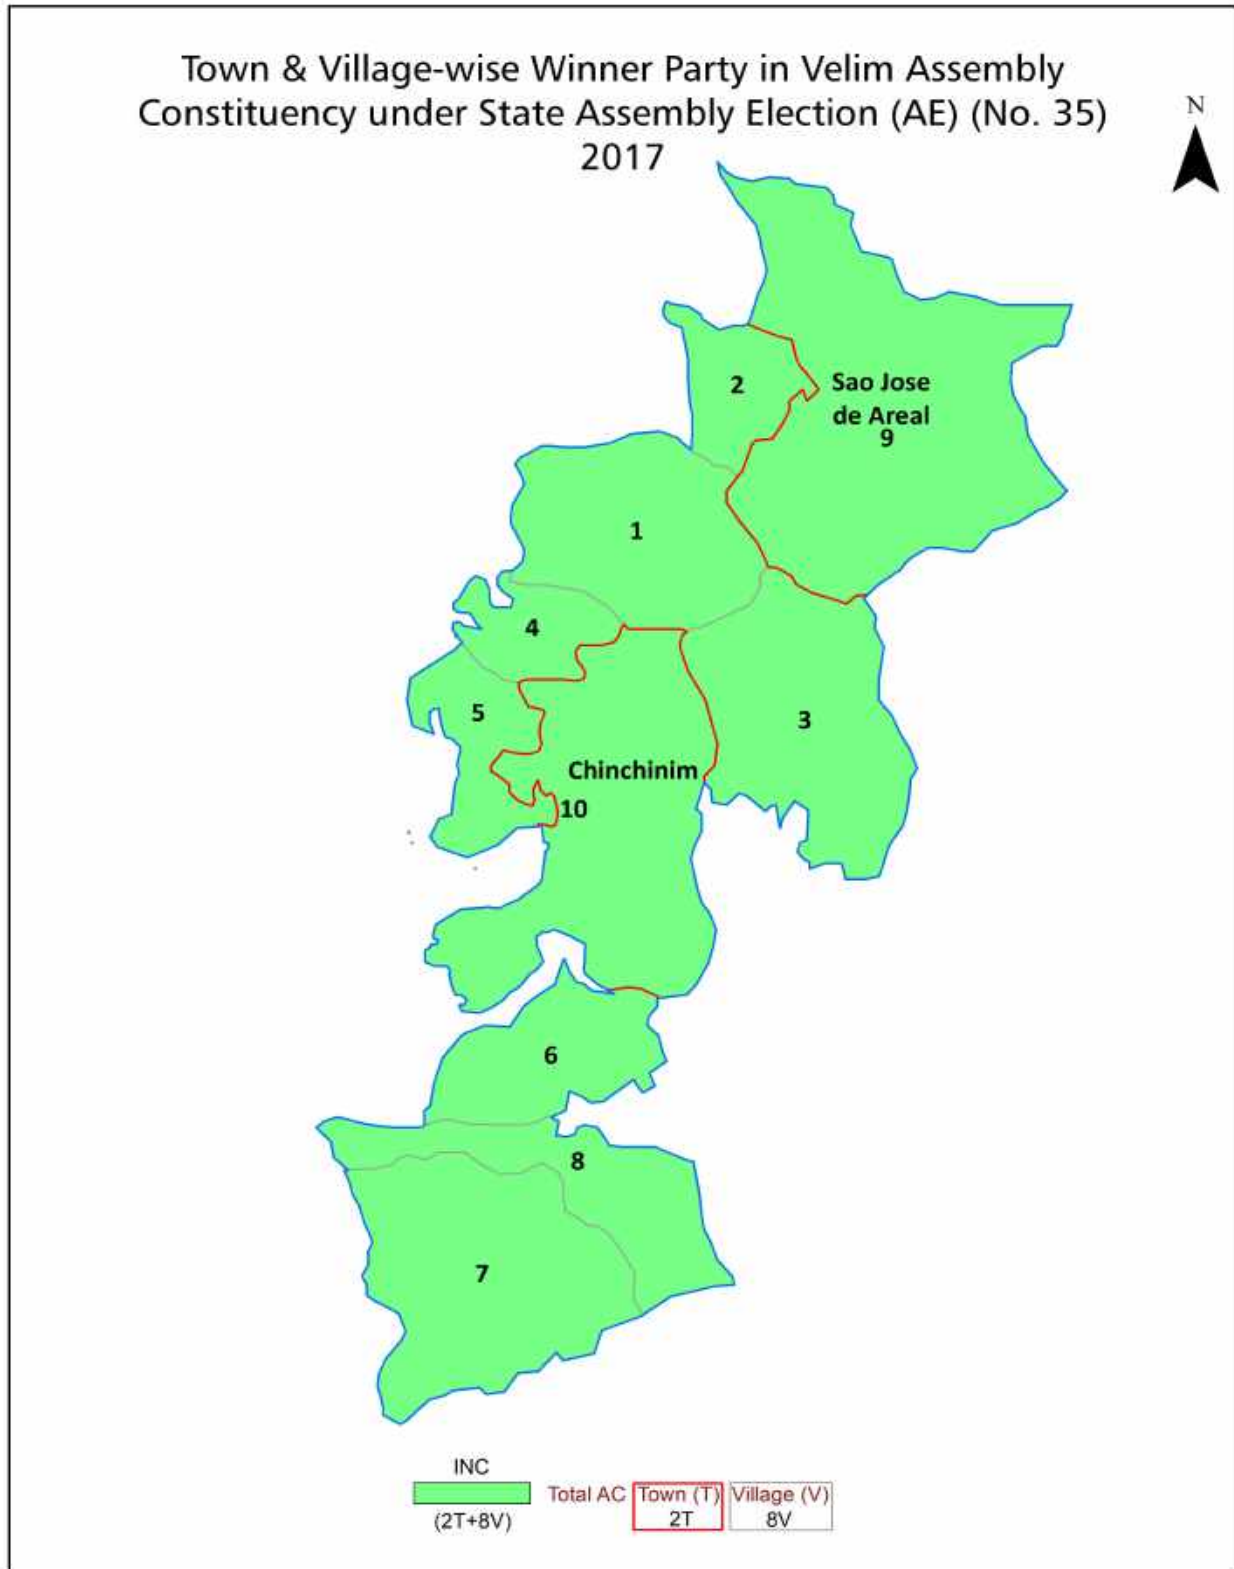 Town & Village-wise Winner Party in Velim Assembly
Constituency under State Assembly Election (AE) (No. 35)
2017
N
2
Sao Jose
de Areal
9
1
4
5
3
Chinchinim
10
6
8
7
INC
(2T+8V)
Total AC
Town (T)
2T
Village (V)
8V